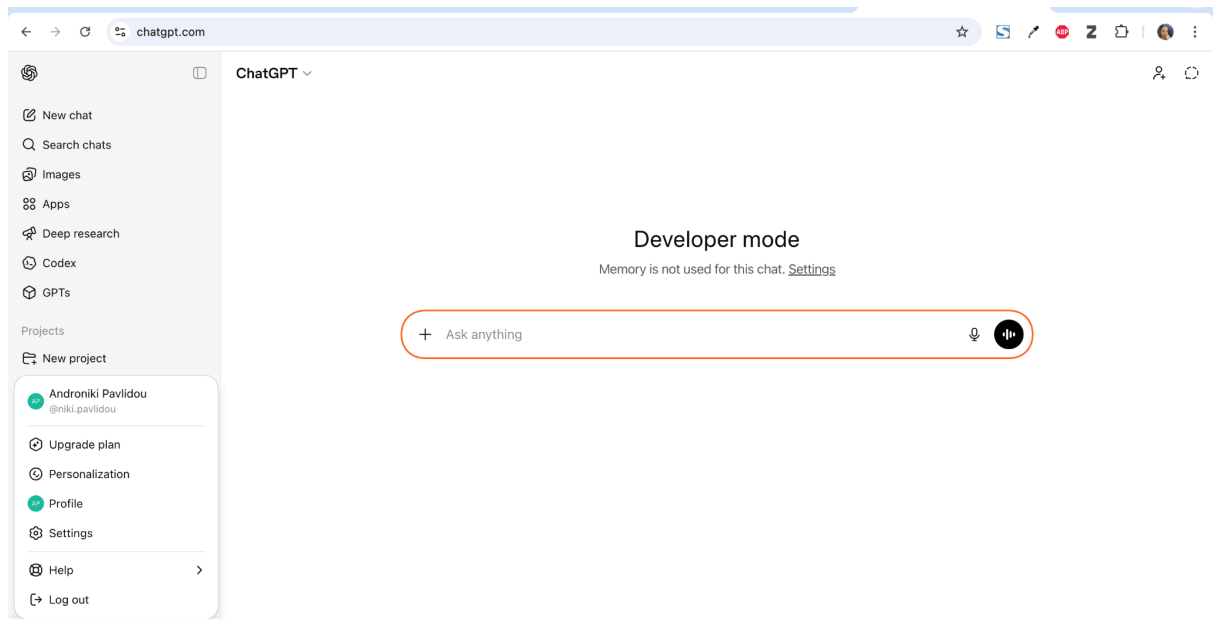 chatgpt.com
ABP
Z
ChatGPT
New chat
Search chats
Images
Apps
Deep research
Codex
GPTs
Projects
New project
AP
Androniki Pavlidou
@niki.pavlidou
Upgrade plan
Personalization
AP
Profile
Settings
Help
Log out
Developer mode
Memory is not used for this chat. Settings
Ask anything